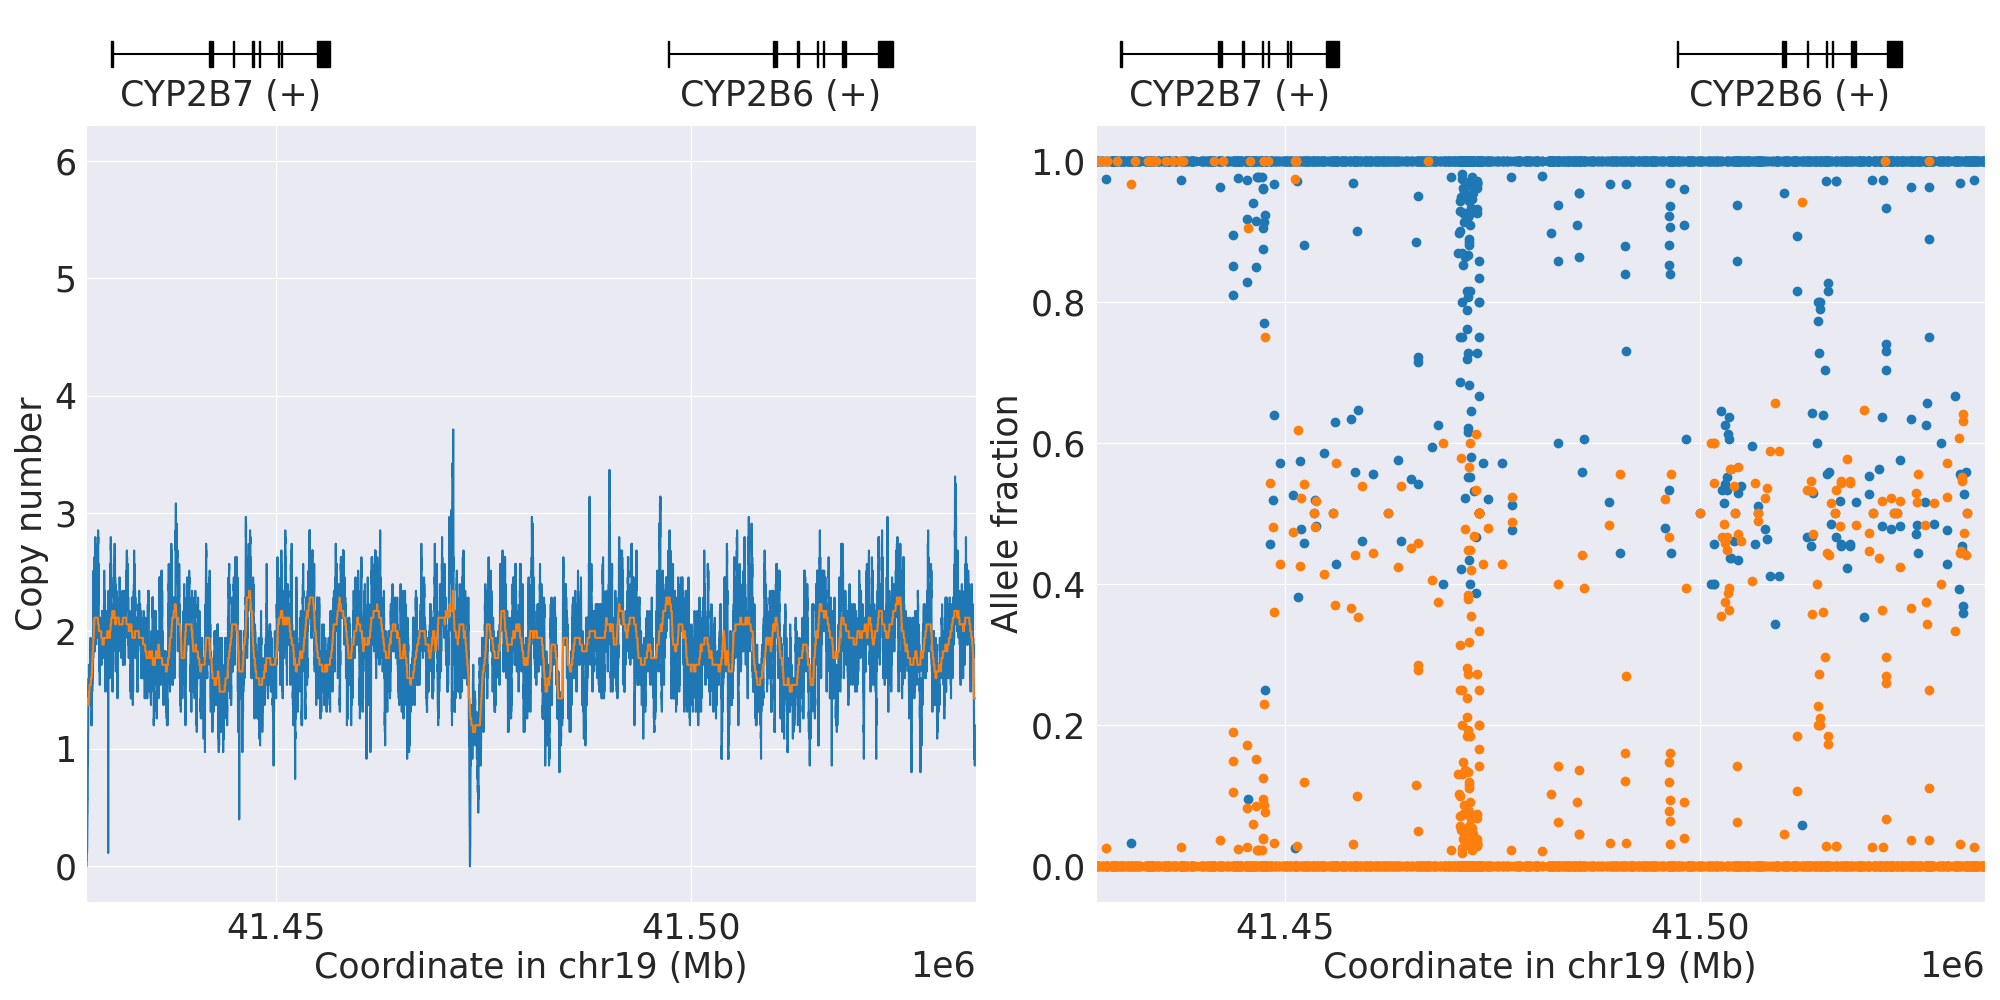 CYP2B7 (+)
CYP2B6 (+)
6
5
4
3
2
1
0
Copy number
41.45
41.50
Coordinate in chr19 (Mb)
1e6
CYP2B7 (+)
CYP2B6 (+)
1.0
0.8
0.6
0.4
0.2
0.0
Allele fraction
41.45
41.50
Coordinate in chr19 (Mb)
1e6